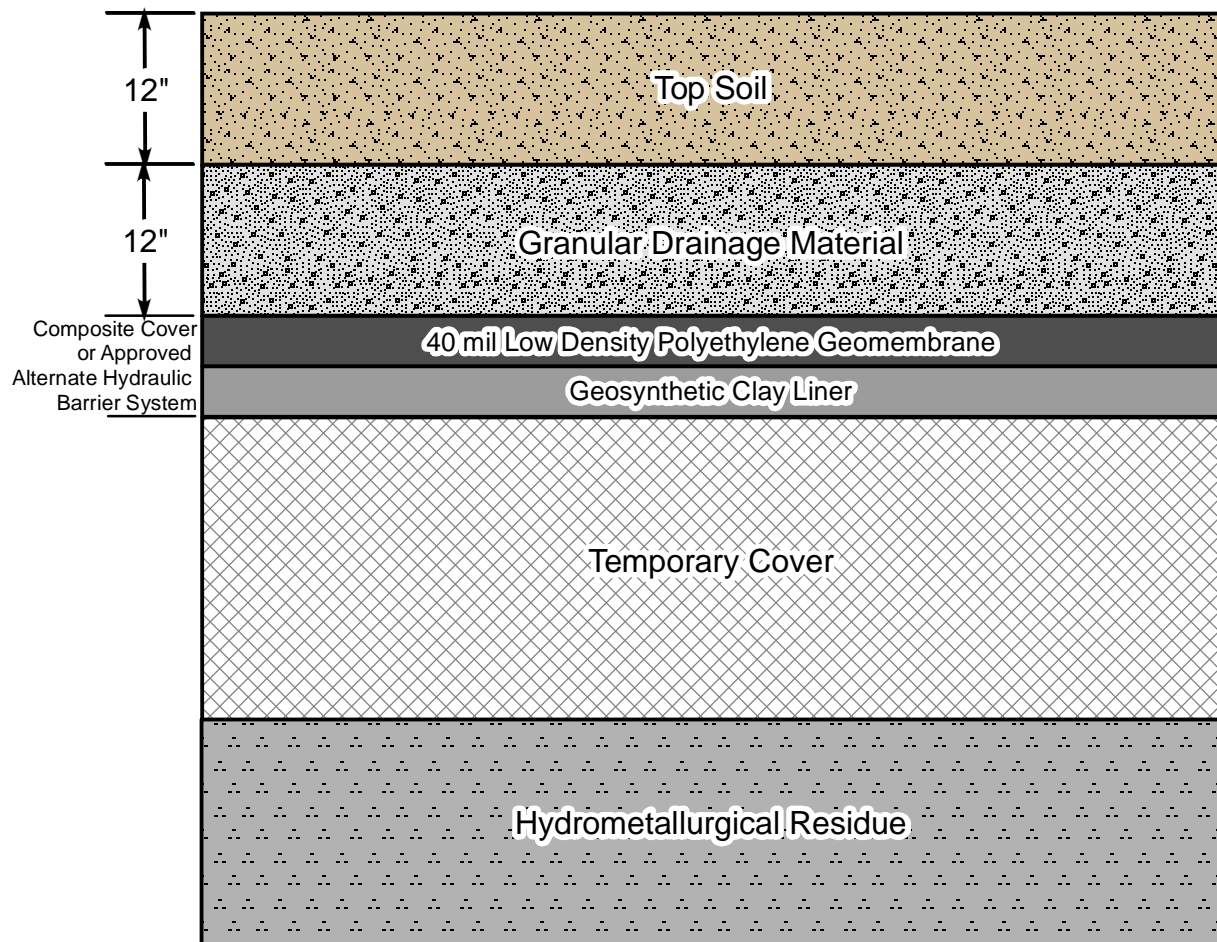 12"
Top Soil
12"
Granular Drainage Material
Composite Cover
or Approved
Alternate Hydraulic
Barrier System
40 mil Low Density Polyethylene Geomembrane
Geosynthetic Clay Liner
Temporary Cover
Hydrometallurgical Residue